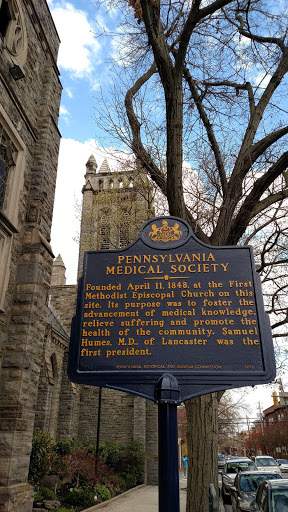 PENNSYLVANIA
MEDICAL SOCIETY
Founded April 11, 1848, at the First
Methodist Episcopal Church on this
site. Its purpose was to foster the
advancement of medical knowledge,
relieve suffering and promote the
health of the community. Samuel
Humes, M.D., of Lancaster was the
first president.
PENNSYLVANIA HISTORICAL AND MUSEUM COMMISSION